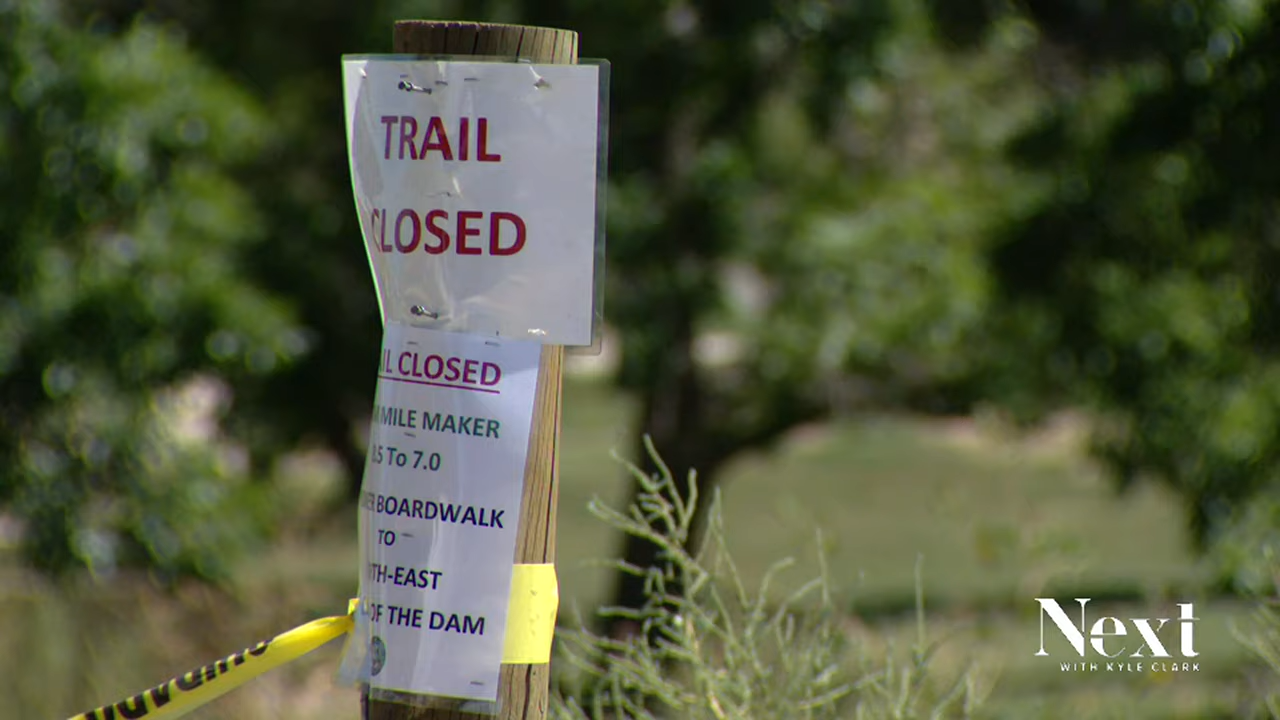 TRAIL
CLOSED
IL CLOSED
MILE MAKER
.5 To 7.0
BOARDWALK
TO
TH-EAST
OF THE DAM
Next
WITH KYLE CLARK